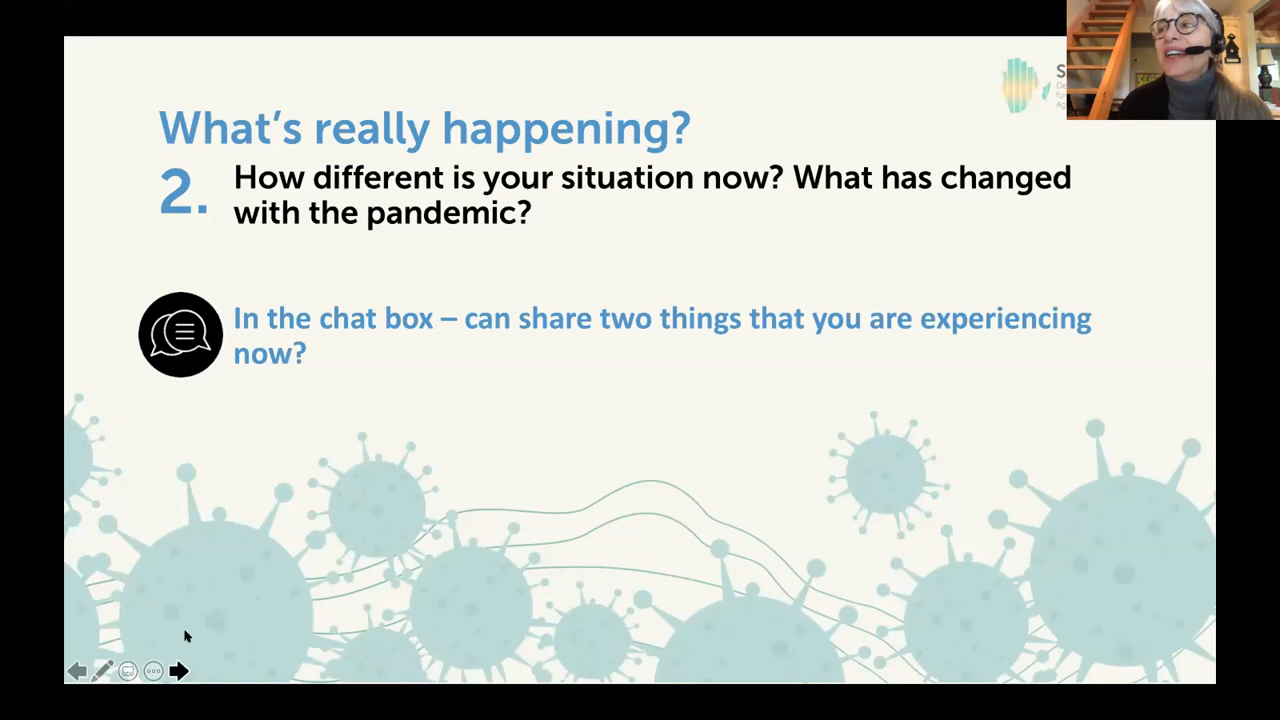 What's really happening?
2. How different is your situation now? What has changed
with the pandemic?
In the chat box – can share two things that you are experiencing
now?